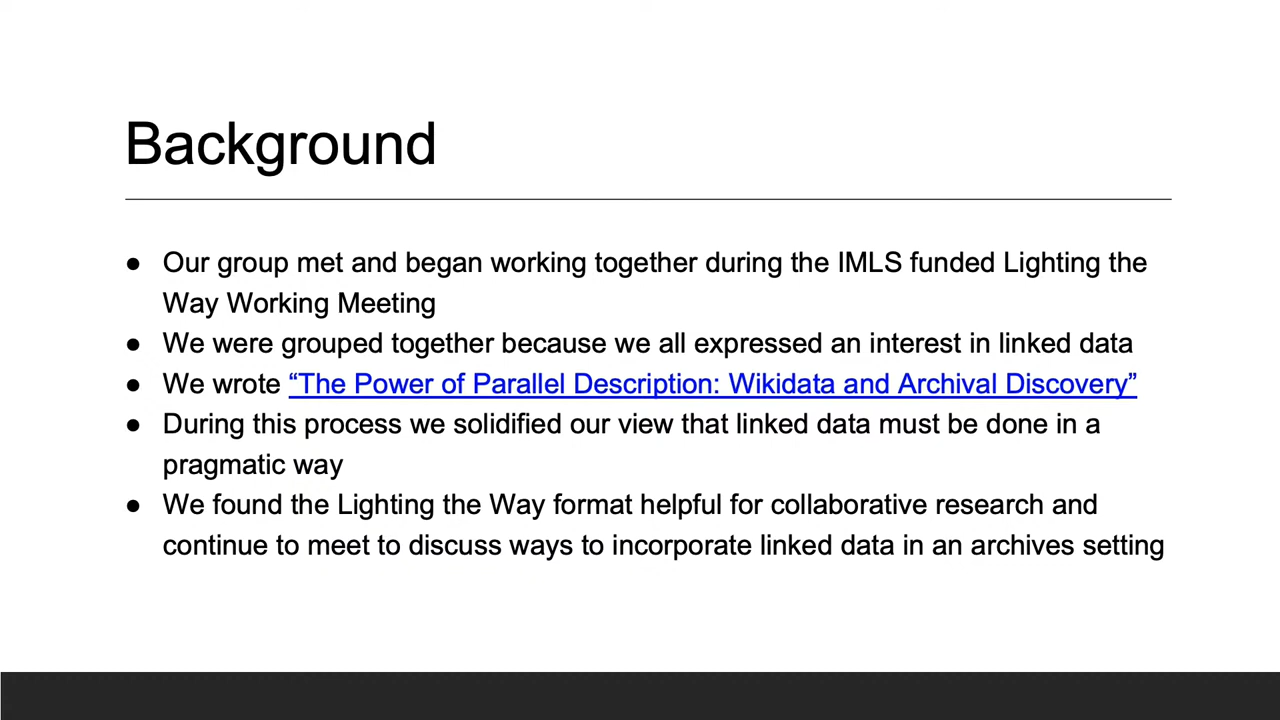 Background
● Our group met and began working together during the IMLS funded Lighting the
Way Working Meeting
● We were grouped together because we all expressed an interest in linked data
● We wrote “The Power of Parallel Description: Wikidata and Archival Discovery”
● During this process we solidified our view that linked data must be done in a
pragmatic way
● We found the Lighting the Way format helpful for collaborative research and
continue to meet to discuss ways to incorporate linked data in an archives setting